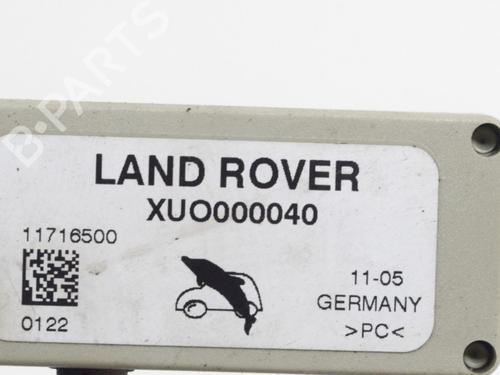 B-PARTS
LAND ROVER
XUO000040
11716500
0122
11-05
GERMANY
>PC<